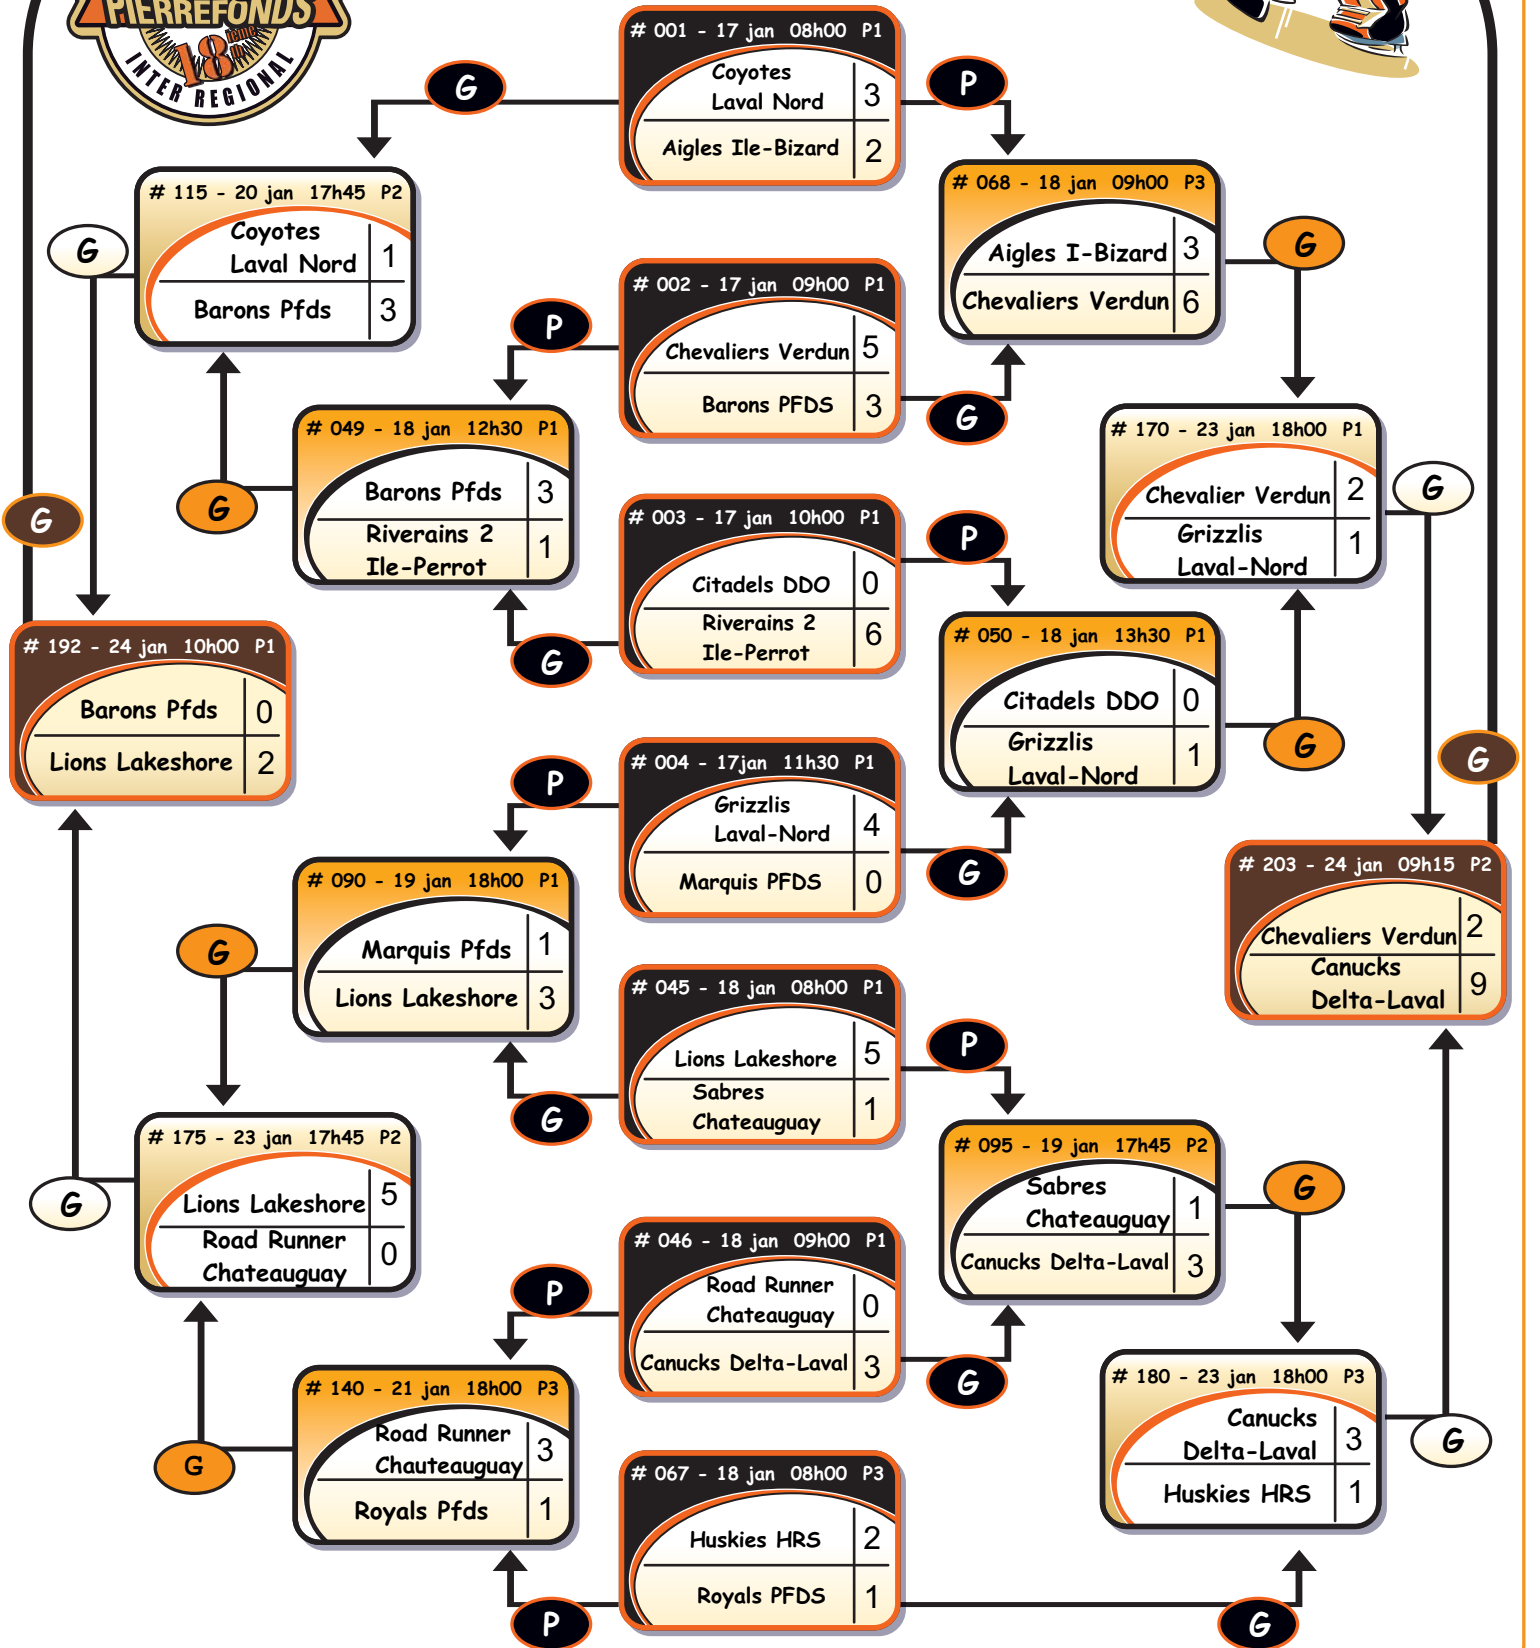 PIERREFONDS
18 ième th
INTER REGIONAL
# 001 - 17 jan 08h00 P1
Coyotes
Laval Nord 3
Aigles Ile-Bizard 2
G
P
# 115 - 20 jan 17h45 P2
Coyotes
Laval Nord 1
Barons Pfds 3
G
# 068 - 18 jan 09h00 P3
Aigles I-Bizard 3
Chevaliers Verdun 6
G
# 002 - 17 jan 09h00 P1
Chevaliers Verdun 5
Barons PFDS 3
P
G
# 049 - 18 jan 12h30 P1
Barons Pfds 3
Riverains 2
Ile-Perrot 1
G
# 170 - 23 jan 18h00 P1
Chevalier Verdun 2
Grizzlis
Laval-Nord 1
G
G
# 003 - 17 jan 10h00 P1
Citadels DDO 0
Riverains 2
Ile-Perrot 6
P
G
# 192 - 24 jan 10h00 P1
Barons Pfds 0
Lions Lakeshore 2
# 050 - 18 jan 13h30 P1
Citadels DDO 0
Grizzlis
Laval-Nord 1
G
G
# 004 - 17jan 11h30 P1
Grizzlis
Laval-Nord 4
Marquis PFDS 0
P
G
# 203 - 24 jan 09h15 P2
Chevaliers Verdun 2
Canucks
Delta-Laval 9
# 090 - 19 jan 18h00 P1
Marquis Pfds 1
Lions Lakeshore 3
G
# 045 - 18 jan 08h00 P1
Lions Lakeshore 5
Sabres
Chateauguay 1
P
G
# 175 - 23 jan 17h45 P2
Lions Lakeshore 5
Road Runner
Chateauguay 0
G
# 095 - 19 jan 17h45 P2
Sabres
Chateauguay 1
Canucks Delta-Laval 3
G
# 046 - 18 jan 09h00 P1
Road Runner
Chateauguay 0
Canucks Delta-Laval 3
P
G
# 140 - 21 jan 18h00 P3
Road Runner
Chauteauguay 3
Royals Pfds 1
G
# 180 - 23 jan 18h00 P3
Canucks
Delta-Laval 3
Huskies HRS 1
G
# 067 - 18 jan 08h00 P3
Huskies HRS 2
Royals PFDS 1
P
G